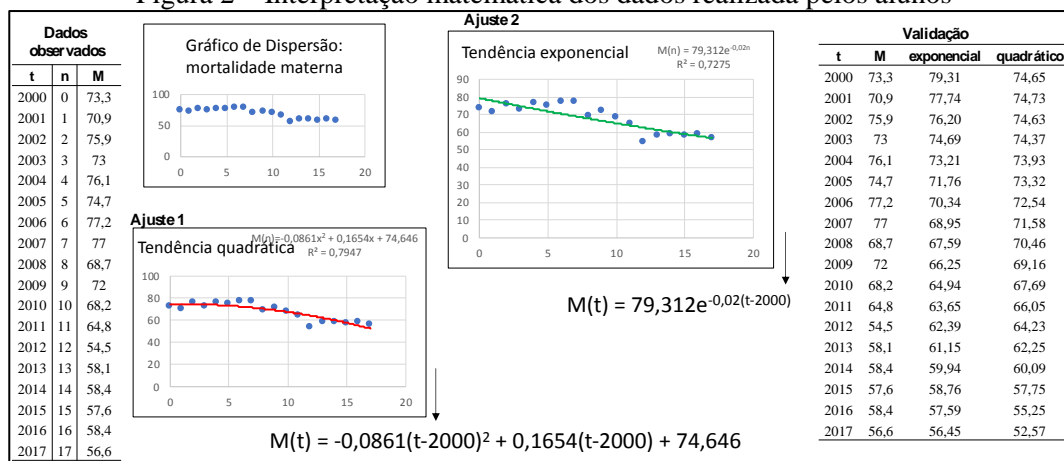 Figura 2 – Interpretação matemática dos dados realizada pelos alunos
Dados
observados
t n M
2000 0 73,3
2001 1 70,9
2002 2 75,9
2003 3 73
2004 4 76,1
2005 5 74,7
2006 6 77,2
2007 7 77
2008 8 68,7
2009 9 72
2010 10 68,2
2011 11 64,8
2012 12 54,5
2013 13 58,1
2014 14 58,4
2015 15 57,6
2016 16 58,4
2017 17 56,6
Gráfico de Dispersão:
mortalidade materna
100
50
0
0 5 10 15 20
Ajuste 1
Tendência quadrática
M(n)=-0,0861x² + 0,1654x + 74,646
R² = 0,7947
100
80
60
40
20
0
0 5 10 15 20
M(t) = -0,0861(t-2000)² + 0,1654(t-2000) + 74,646
Ajuste 2
Tendência exponencial
M(n) = 79,312e^-0,02n
R² = 0,7275
90
80
70
60
50
40
30
20
10
0
0 5 10 15 20
M(t) = 79,312e^-0,02(t-2000)
Validação
t M exponencial quadrático
2000 73,3 79,31 74,65
2001 70,9 77,74 74,73
2002 75,9 76,20 74,63
2003 73 74,69 74,37
2004 76,1 73,21 73,93
2005 74,7 71,76 73,32
2006 77,2 70,34 72,54
2007 77 68,95 71,58
2008 68,7 67,59 70,46
2009 72 66,25 69,16
2010 68,2 64,94 67,69
2011 64,8 63,65 66,05
2012 54,5 62,39 64,23
2013 58,1 61,15 62,25
2014 58,4 59,94 60,09
2015 57,6 58,76 57,75
2016 58,4 57,59 55,25
2017 56,6 56,45 52,57